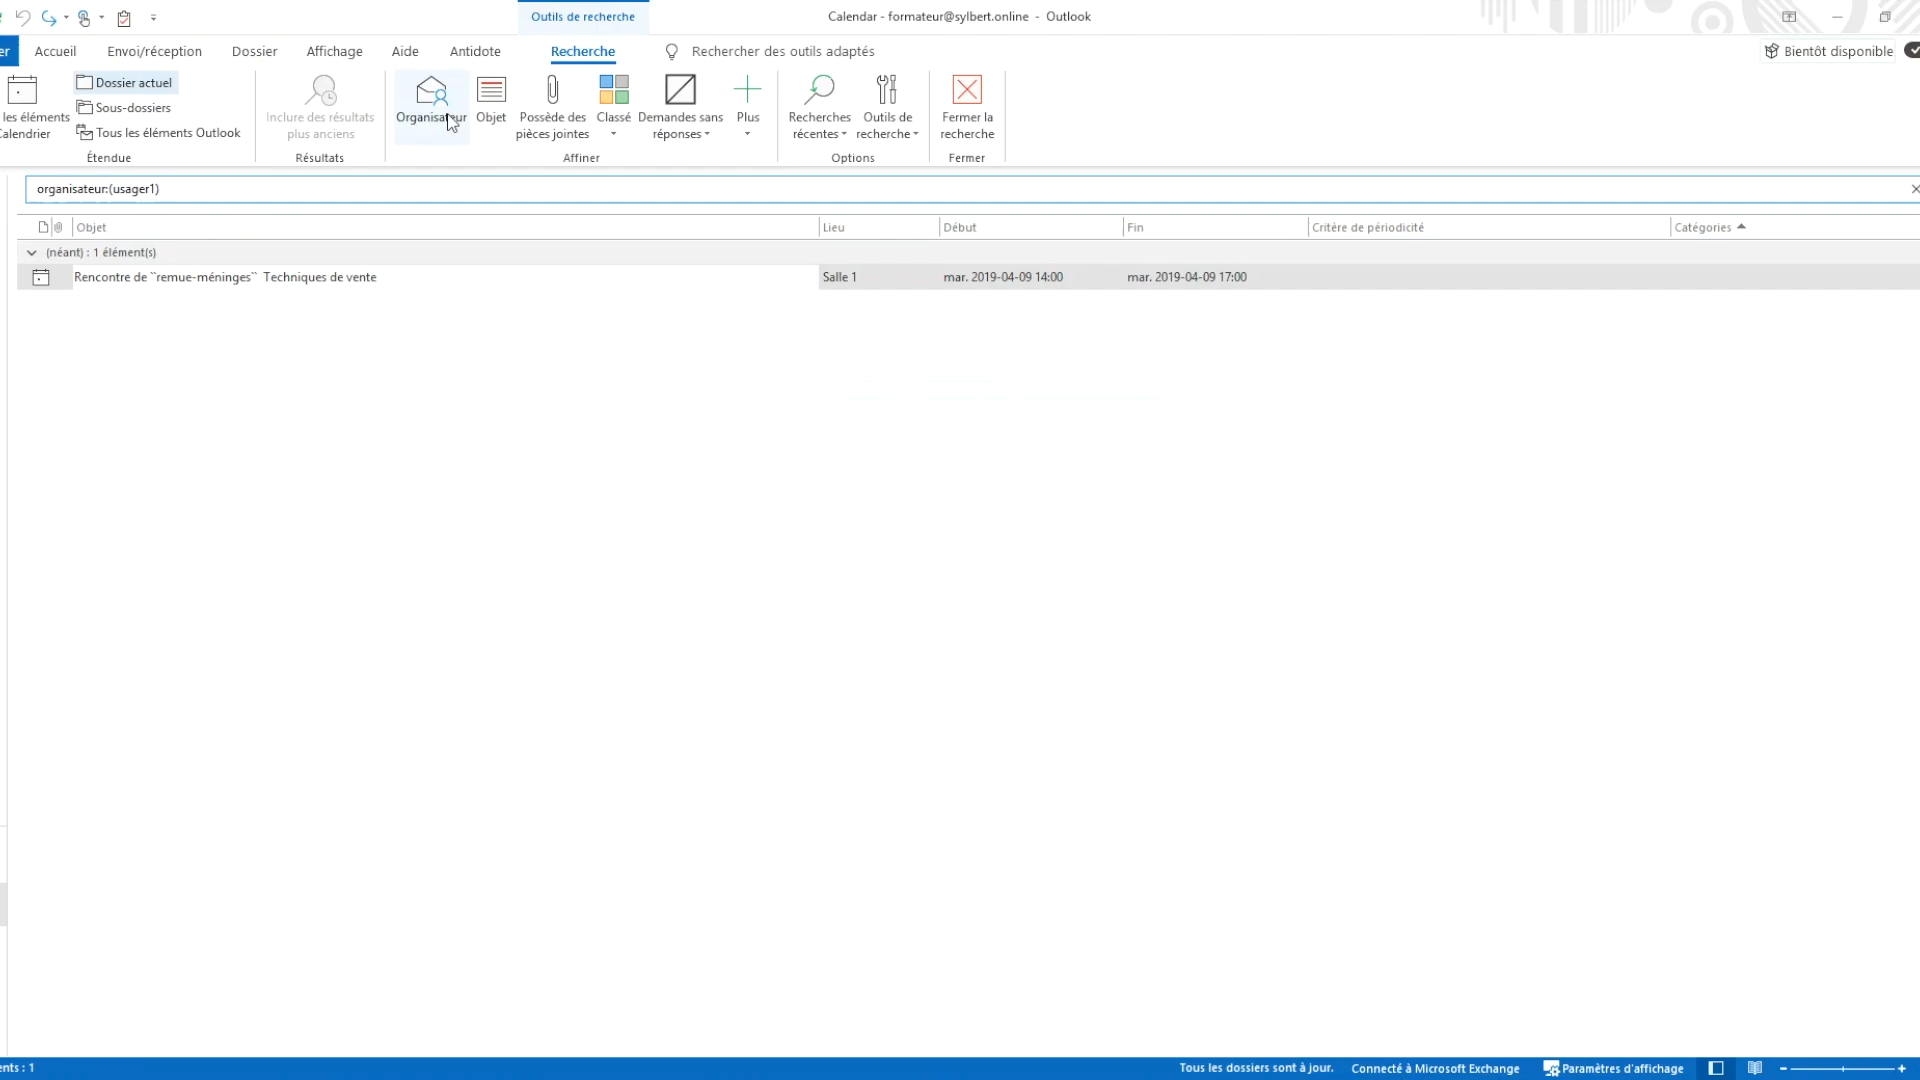 Outils de recherche
Calendar - formateur@sylbert.online - Outlook
er Accueil Envoi/réception Dossier Affichage Aide Antidote Recherche Rechercher des outils adaptés Bientôt disponible
Dossier actuel
Sous-dossiers
Tous les éléments Outlook
les éléments
Calendrier
Étendue
Inclure des résultats
plus anciens
Résultats
Organisateur
Objet
Possède des
pièces jointes
Classé
Demandes sans
réponses
Plus
Affiner
Recherches
récentes
Outils de
recherche
Options
Fermer la
recherche
Fermer
organisateur:(usager1)
Objet Lieu Début Fin Critère de périodicité Catégories
(néant) : 1 élément(s)
Rencontre de ``remue-méninges`` Techniques de vente Salle 1 mar. 2019-04-09 14:00 mar. 2019-04-09 17:00
ents : 1 Tous les dossiers sont à jour. Connecté à Microsoft Exchange Paramètres d'affichage